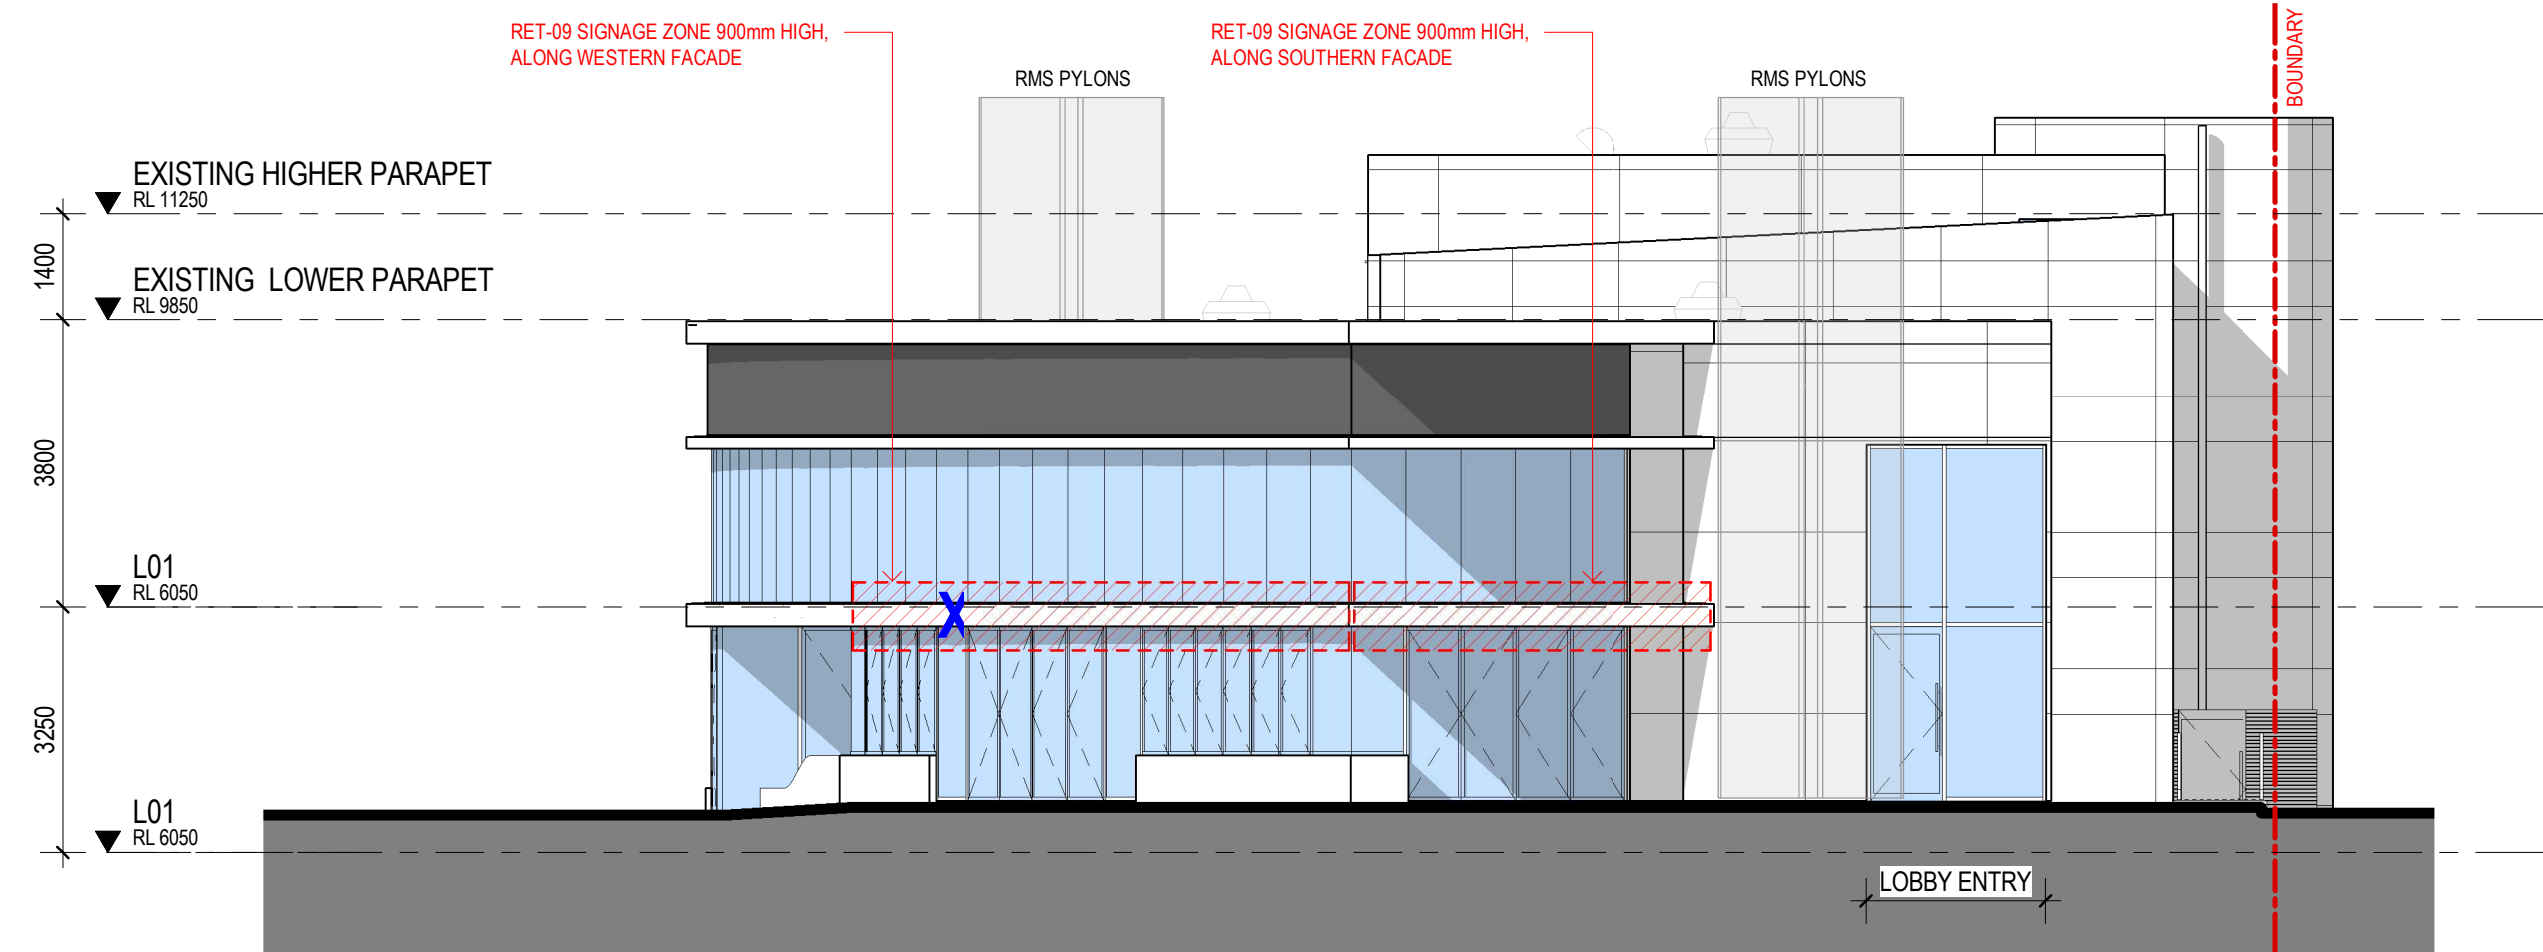 RET-09 SIGNAGE ZONE 900mm HIGH,
ALONG WESTERN FACADE
RET-09 SIGNAGE ZONE 900mm HIGH,
ALONG SOUTHERN FACADE
BOUNDARY
RMS PYLONS
RMS PYLONS
EXISTING HIGHER PARAPET
RL 11250
1400
EXISTING LOWER PARAPET
RL 9850
3800
L01
RL 6050
X
3250
L01
RL 6050
LOBBY ENTRY